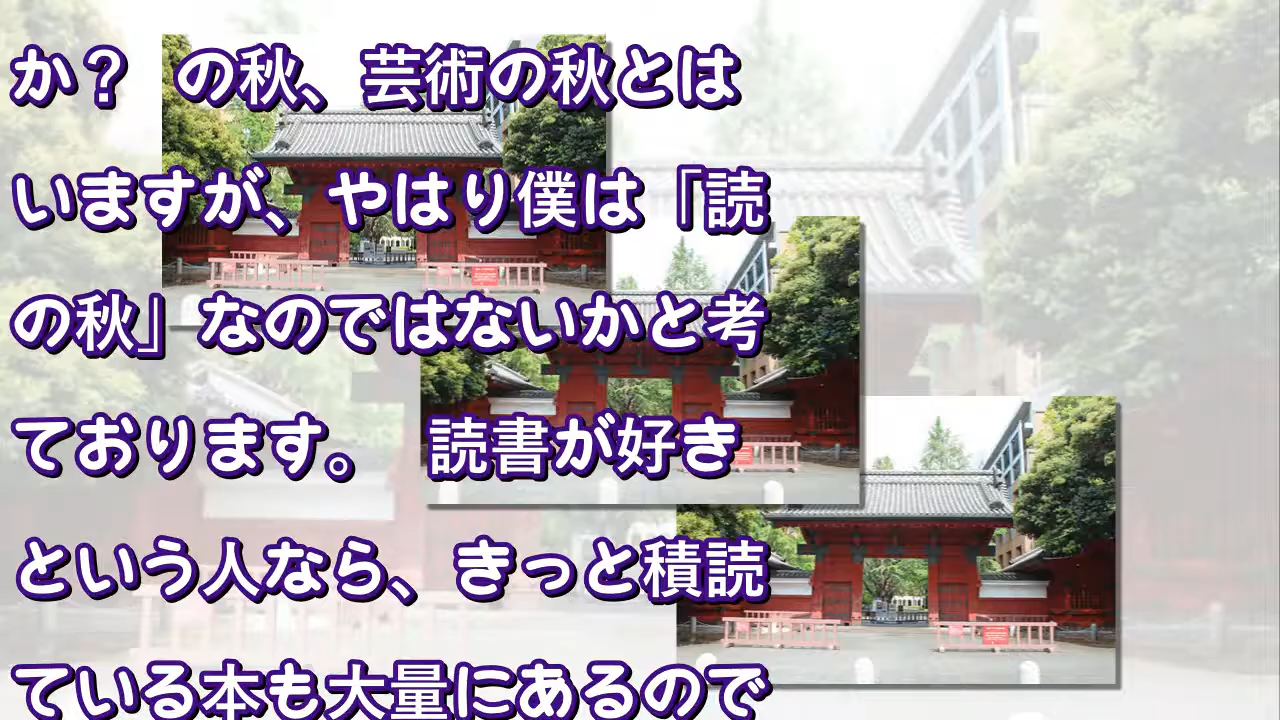 か？　の秋、芸術の秋とは
いますが、やはり僕は「読
の秋」なのではないかと考
ております。　読書が好き
という人なら、きっと積読
ている本も大量にあるので